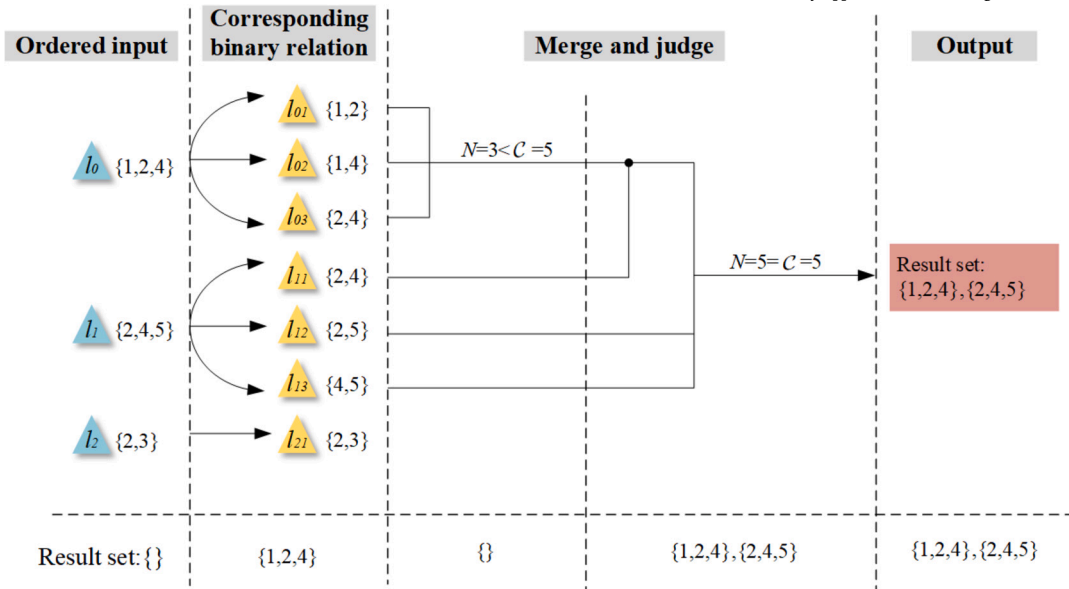 Ordered input
Corresponding
binary relation
Merge and judge
Output
l01 {1,2}
l0 {1,2,4}
l02 {1,4}
N=3< C =5
l03 {2,4}
l11 {2,4}
N=5= C =5
Result set:
{1,2,4},{2,4,5}
l1 {2,4,5}
l12 {2,5}
l13 {4,5}
l2 {2,3}
l21 {2,3}
Result set:{}
{1,2,4}
{}
{1,2,4},{2,4,5}
{1,2,4},{2,4,5}